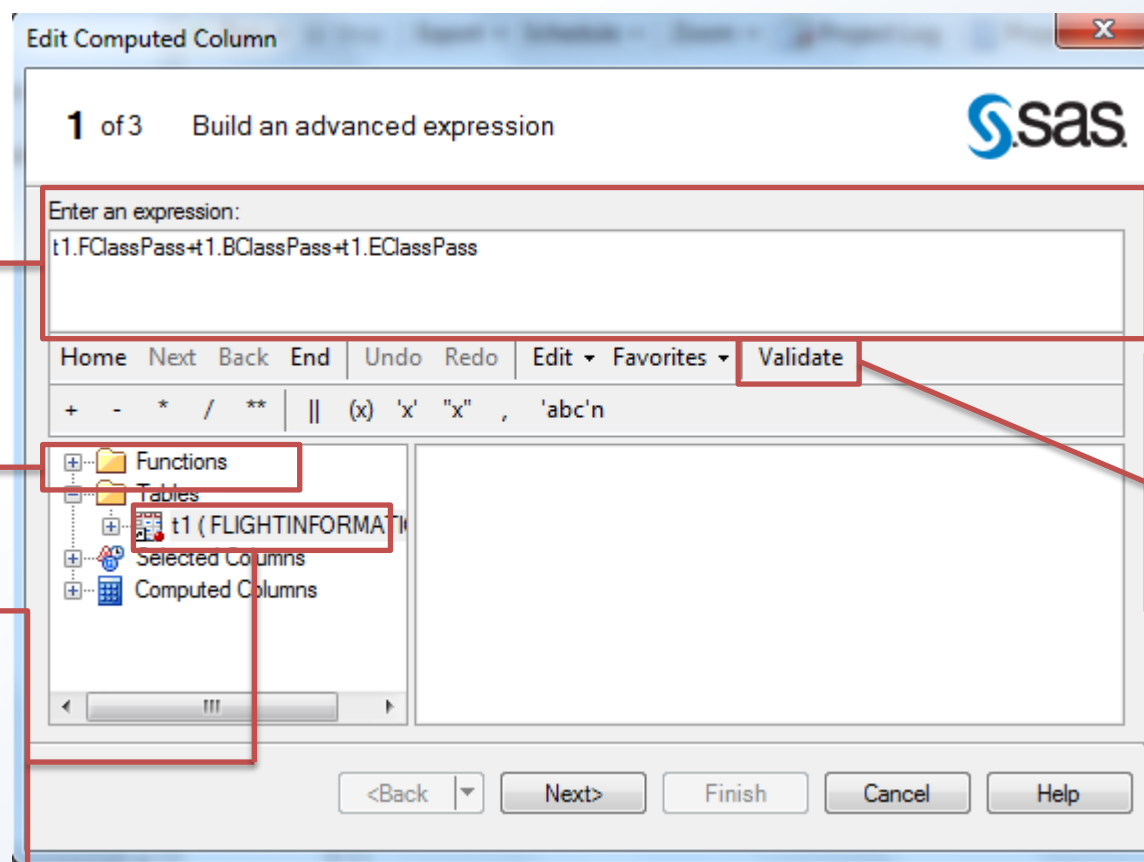 Edit Computed Column
1 of 3 Build an advanced expression
sas
Enter an expression:
t1.FClassPass+t1.BClassPass+t1.EClassPass
Home Next Back End Undo Redo Edit Favorites Validate
+ - * / ** || (x) 'x' "x" , 'abc'n
Functions
Tables
t1 ( FLIGHTINFORMATI
Selected Columns
Computed Columns
<Back Next> Finish Cancel Help